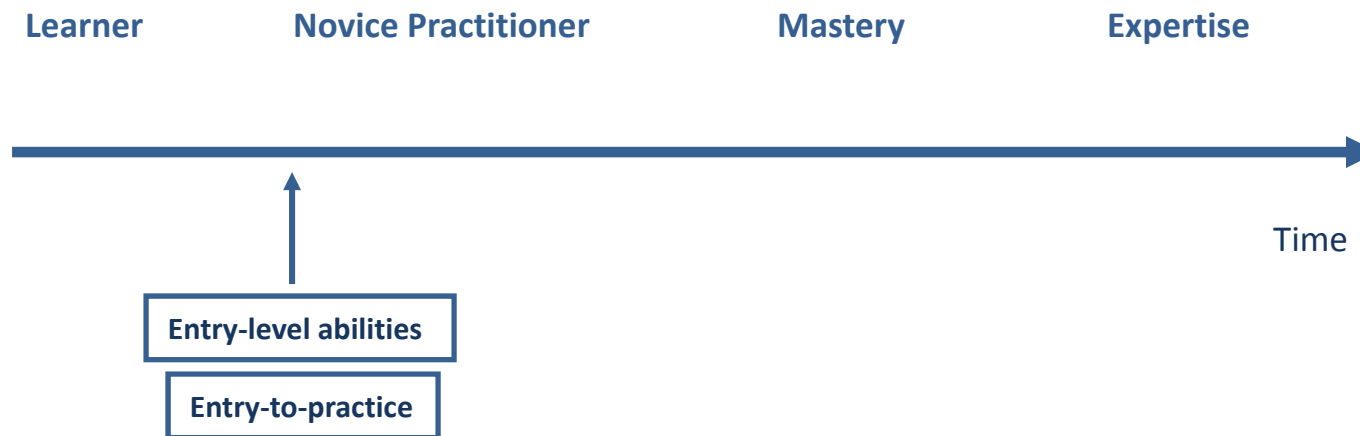 Learner Novice Practitioner Mastery Expertise
Time
Entry-level abilities
Entry-to-practice